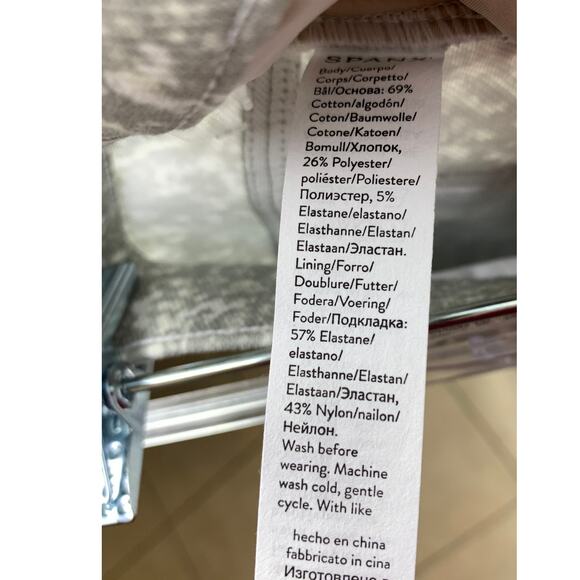 SPANX
Body/Cuerpo/
Corps/Corpetto/
Bål/Основа: 69%
Cotton/algodón/
Coton/Baumwolle/
Cotone/Katoen/
Bomull/Хлопок,
26% Polyester/
poliéster/Poliestere/
Полиэстер, 5%
Elastane/elastano/
Elasthanne/Elastan/
Elastaan/Эластан.
Lining/Forro/
Doublure/Futter/
Fodera/Voering/
Foder/Подкладка:
57% Elastane/
elastano/
Elasthanne/Elastan/
Elastaan/Эластан,
43% Nylon/nailon/
Нейлон.
Wash before
wearing. Machine
wash cold, gentle
cycle. With like
hecho en china
fabbricato in cina
Изготовлено